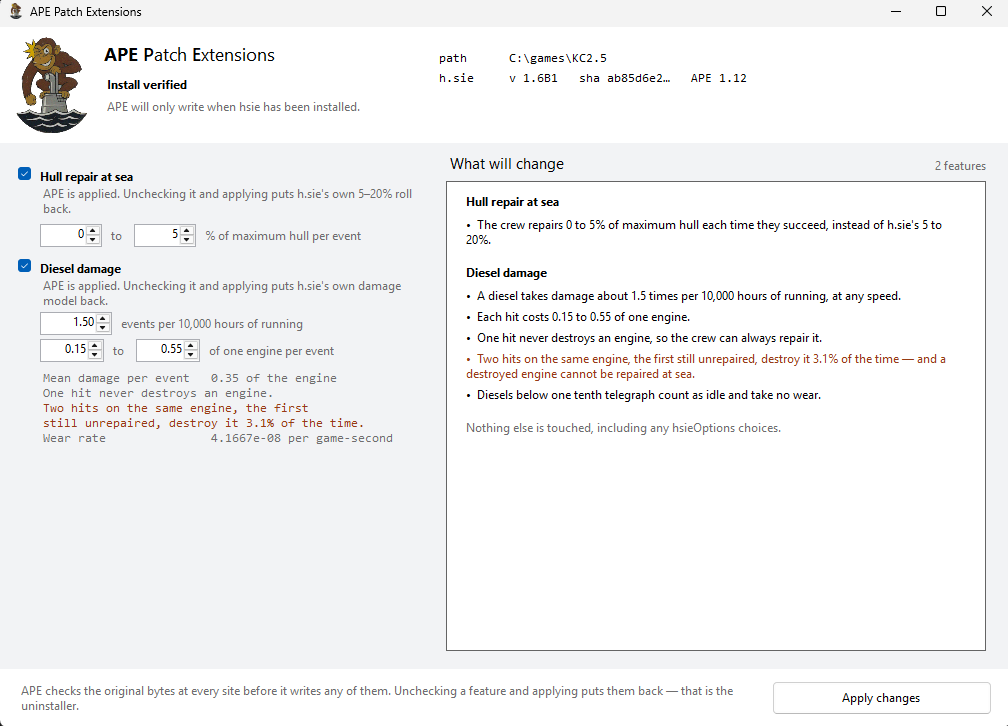 APE Patch Extensions
APE Patch Extensions
Install verified
APE will only write when hsie has been installed.
path C:\games\KC2.5
h.sie v 1.6B1 sha ab85d6e2… APE 1.12
Hull repair at sea
APE is applied. Unchecking it and applying puts h.sie's own 5–20% roll
back.
0 to 5 % of maximum hull per event
Diesel damage
APE is applied. Unchecking it and applying puts h.sie's own damage
model back.
1.50 events per 10,000 hours of running
0.15 to 0.55 of one engine per event
Mean damage per event 0.35 of the engine
One hit never destroys an engine.
Two hits on the same engine, the first
still unrepaired, destroy it 3.1% of the time.
Wear rate 4.1667e-08 per game-second
What will change
2 features
Hull repair at sea
• The crew repairs 0 to 5% of maximum hull each time they succeed, instead of h.sie's 5 to
20%.
Diesel damage
• A diesel takes damage about 1.5 times per 10,000 hours of running, at any speed.
• Each hit costs 0.15 to 0.55 of one engine.
• One hit never destroys an engine, so the crew can always repair it.
• Two hits on the same engine, the first still unrepaired, destroy it 3.1% of the time — and a
destroyed engine cannot be repaired at sea.
• Diesels below one tenth telegraph count as idle and take no wear.
Nothing else is touched, including any hsieOptions choices.
APE checks the original bytes at every site before it writes any of them. Unchecking a feature and applying puts them back — that is the
uninstaller.
Apply changes